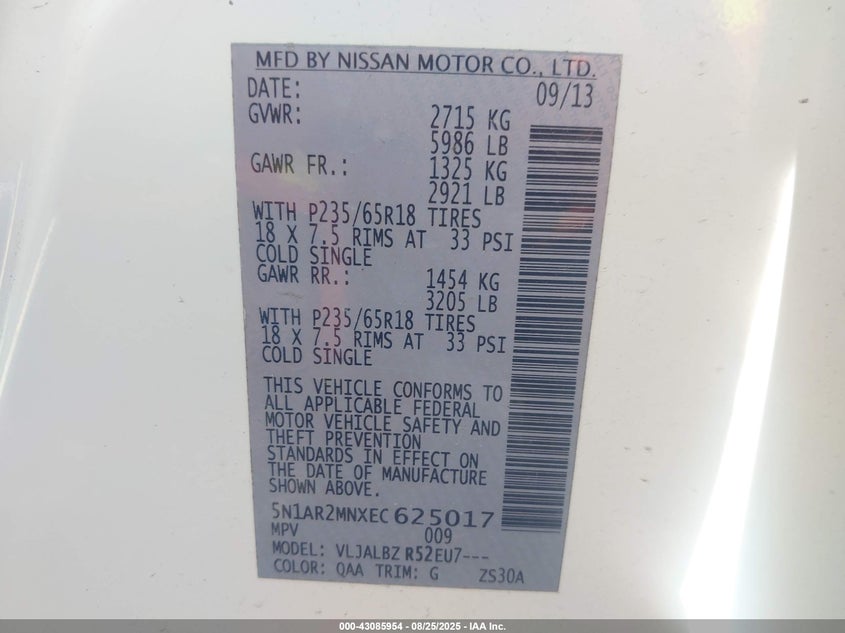 MFD BY NISSAN MOTOR CO., LTD.
DATE: 09/13
GVWR: 2715 KG
5986 LB
GAWR FR.: 1325 KG
2921 LB
WITH P235/65R18 TIRES
18 X 7.5 RIMS AT 33 PSI
COLD SINGLE
GAWR RR.: 1454 KG
3205 LB
WITH P235/65R18 TIRES
18 X 7.5 RIMS AT 33 PSI
COLD SINGLE
THIS VEHICLE CONFORMS TO
ALL APPLICABLE FEDERAL
MOTOR VEHICLE SAFETY AND
THEFT PREVENTION
STANDARDS IN EFFECT ON
THE DATE OF MANUFACTURE
SHOWN ABOVE.
5N1AR2MNXEC625017
MPV 009
MODEL: VLJALBZ R52EU7---
COLOR: QAA TRIM: G ZS30A
000-43085954 - 08/25/2025 - IAA Inc.